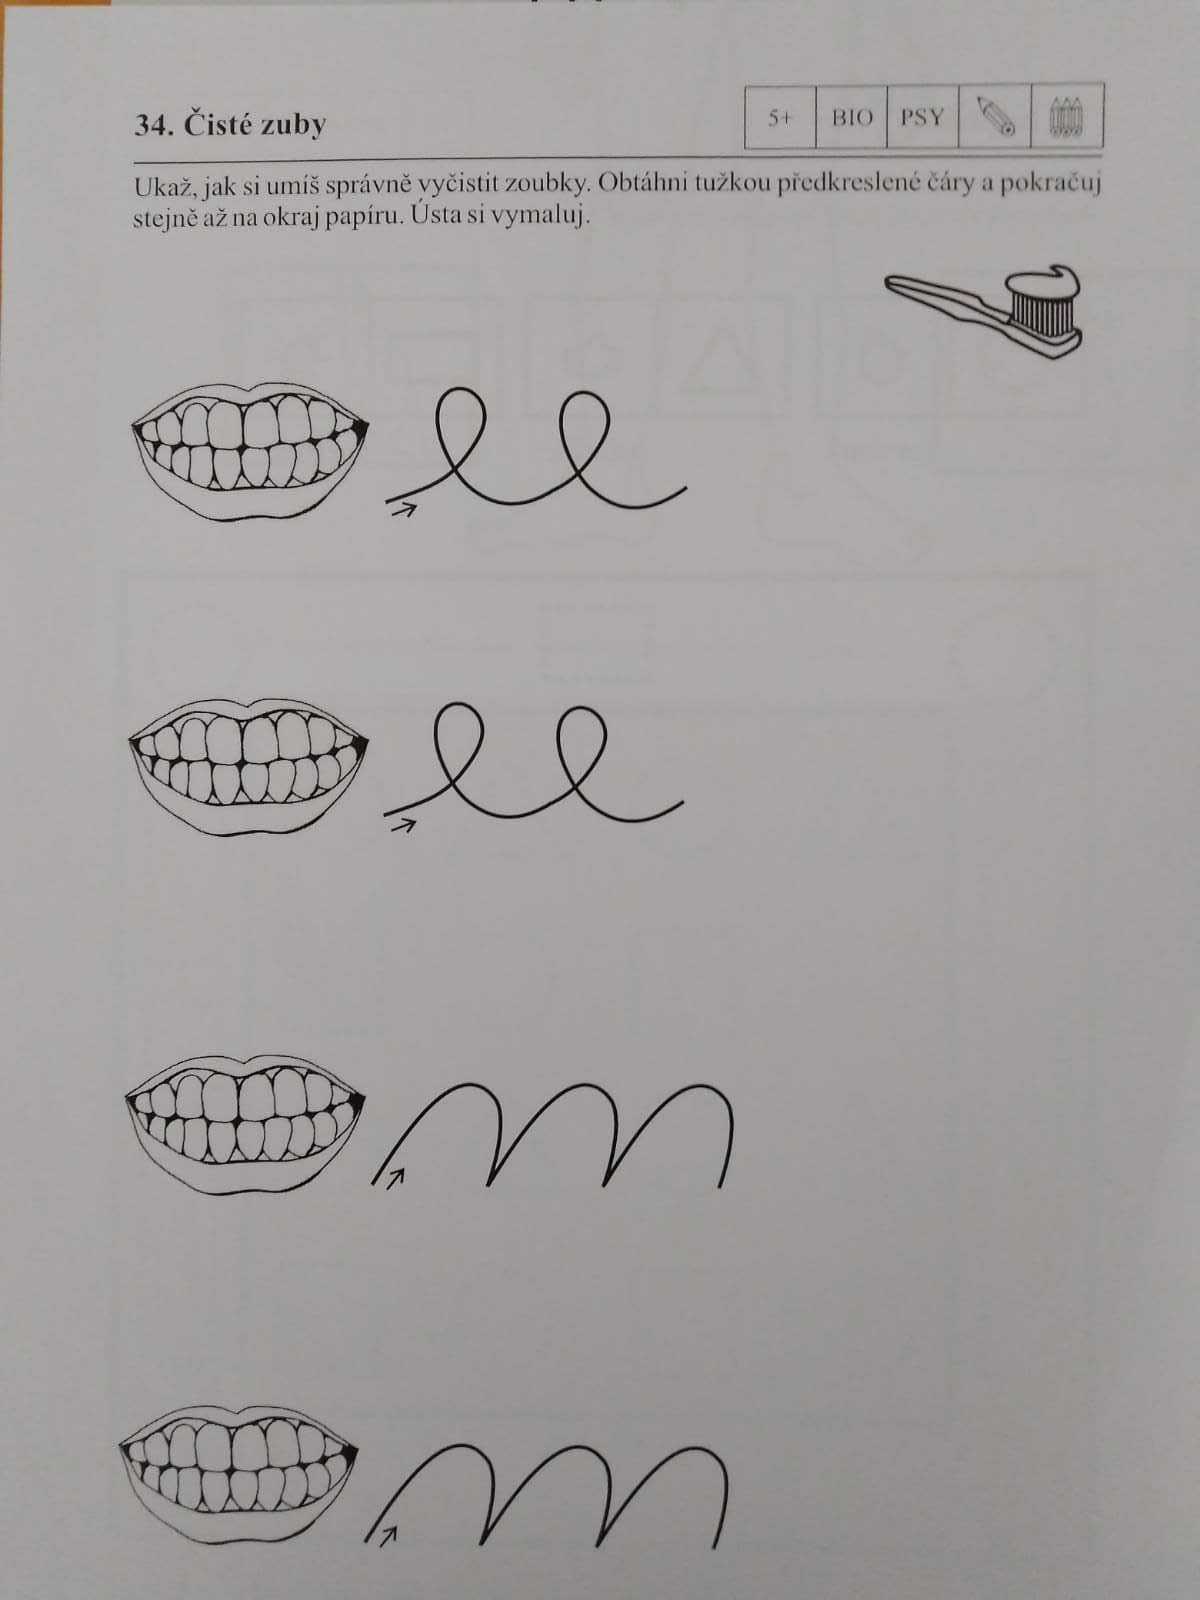 34. Čisté zuby
5+ BIO PSY
Ukaž, jak si umíš správně vyčistit zoubky. Obtáhni tužkou předkreslené čáry a pokračuj
stejně až na okraj papíru. Ústa si vymaluj.